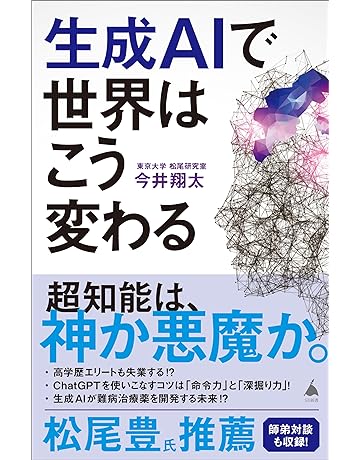 生成AIで
世界は
こう
変わる
東京大学 松尾研究室
今井翔太
超知能は、
神か悪魔か。
・高学歴エリートも失業する!?
・ChatGPTを使いこなすコツは「命令力」と「深掘り力」!
・生成AIが難病治療薬を開発する未来!?
松尾豊氏推薦
師弟対談
も収録!
SB新書